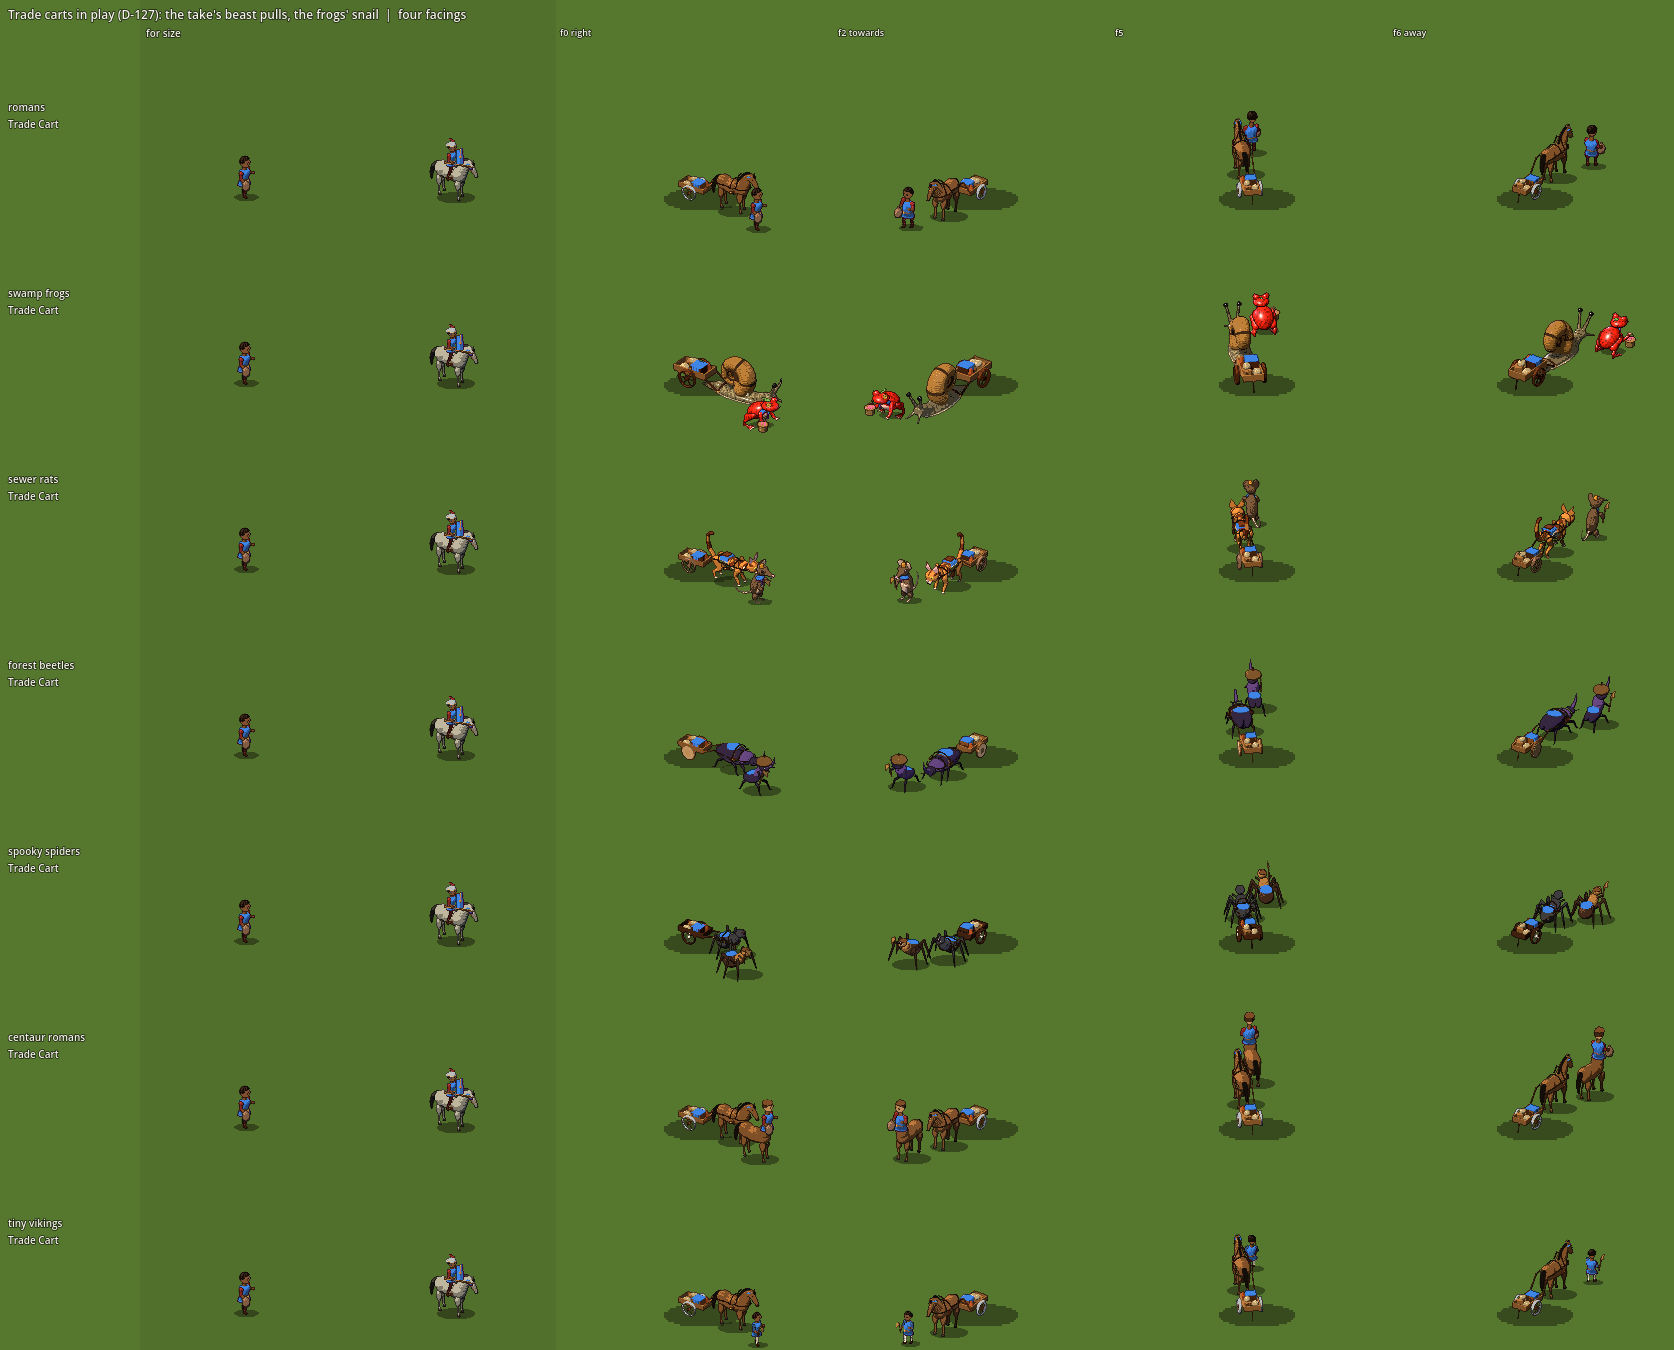 Trade carts in play (D-127): the take's beast pulls, the frogs' snail | four facings
for size
f0 right
f2 towards
f5
f6 away
romans
Trade Cart
swamp frogs
Trade Cart
sewer rats
Trade Cart
forest beetles
Trade Cart
spooky spiders
Trade Cart
centaur romans
Trade Cart
tiny vikings
Trade Cart